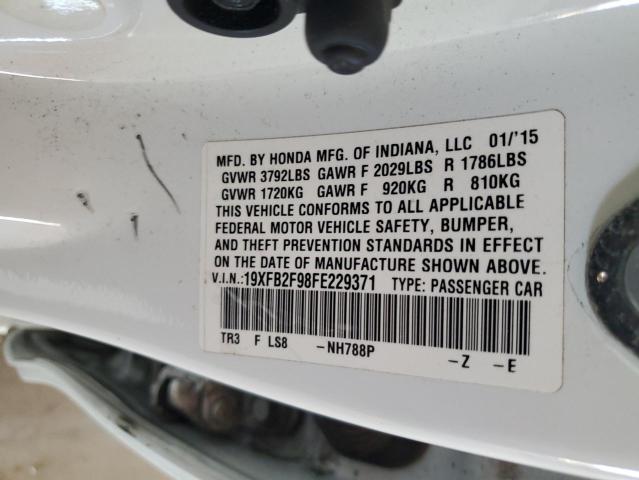 MFD. BY HONDA MFG. OF INDIANA, LLC 01/'15
GVWR 3792LBS GAWR F 2029LBS R 1786LBS
GVWR 1720KG GAWR F 920KG R 810KG
THIS VEHICLE CONFORMS TO ALL APPLICABLE
FEDERAL MOTOR VEHICLE SAFETY, BUMPER,
AND THEFT PREVENTION STANDARDS IN EFFECT
ON THE DATE OF MANUFACTURE SHOWN ABOVE.
V.I.N.:19XFB2F98FE229371 TYPE: PASSENGER CAR
TR3 F LS8 -NH788P -Z -E